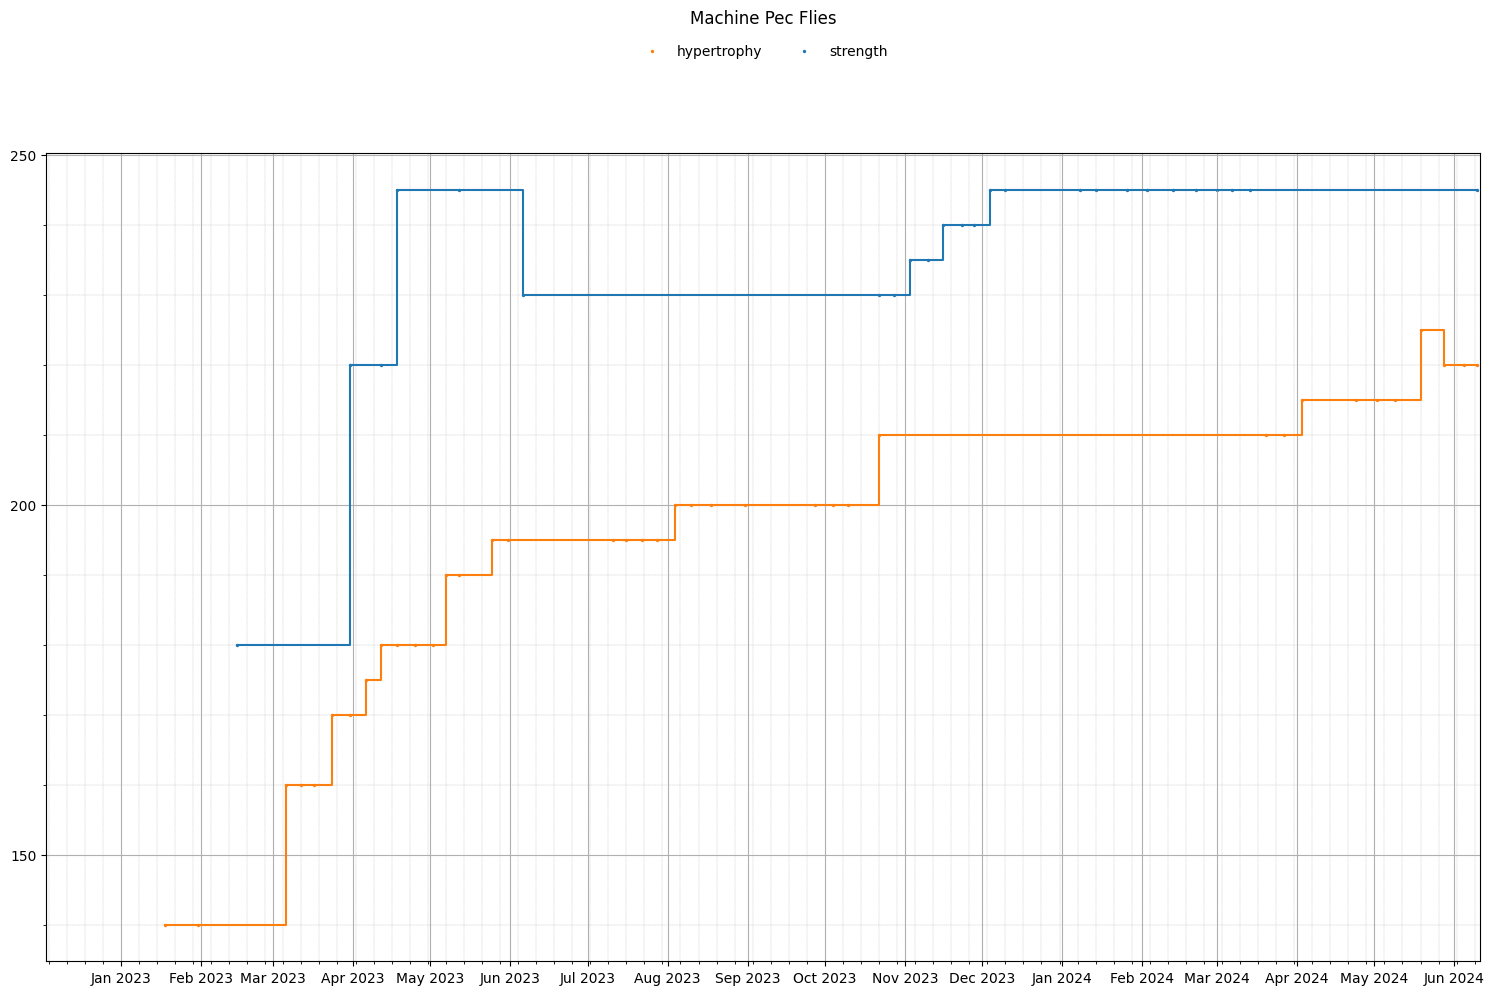 Machine Pec Flies
hypertrophy strength
250
200
150
Jan 2023 Feb 2023 Mar 2023 Apr 2023 May 2023 Jun 2023 Jul 2023 Aug 2023 Sep 2023 Oct 2023 Nov 2023 Dec 2023 Jan 2024 Feb 2024 Mar 2024 Apr 2024 May 2024 Jun 2024